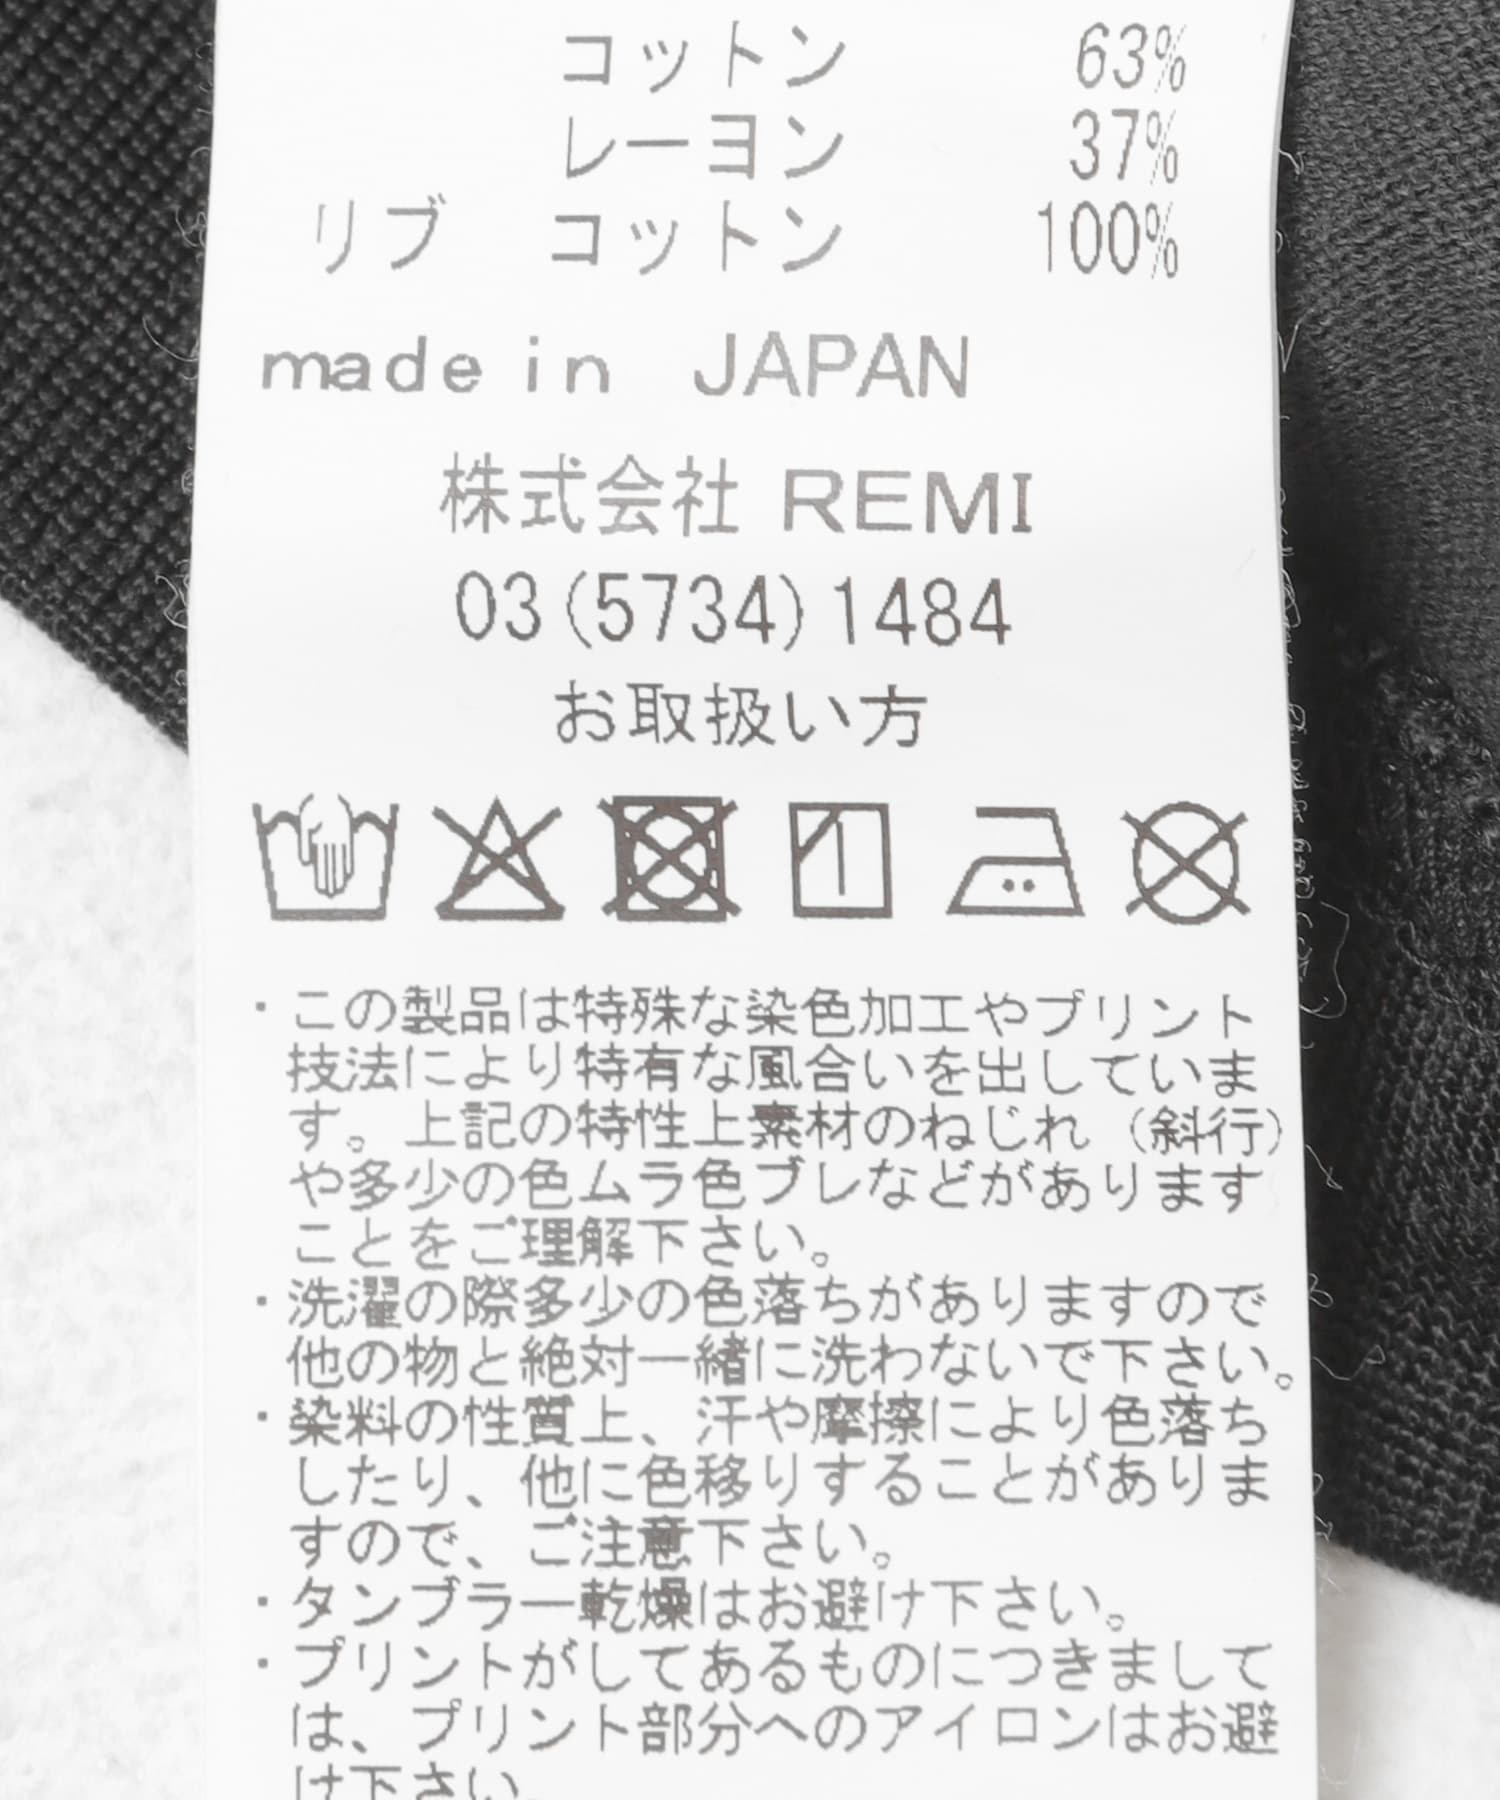 コットン 63%
レーヨン 37%
リブ コットン 100%
made in JAPAN
株式会社 REMI
03(5734)1484
お取扱い方
・この製品は特殊な染色加工やプリント
技法により特有な風合いを出していま
す。上記の特性上素材のねじれ（斜行）
や多少の色ムラ色ブレなどがあります
ことをご理解下さい。
・洗濯の際多少の色落ちがありますので
他の物と絶対一緒に洗わないで下さい。
・染料の性質上、汗や摩擦により色落ち
したり、他に色移りすることがありま
すので、ご注意下さい。
・タンブラー乾燥はお避け下さい。
・プリントがしてあるものにつきまして
は、プリント部分へのアイロンはお避
け下さい。